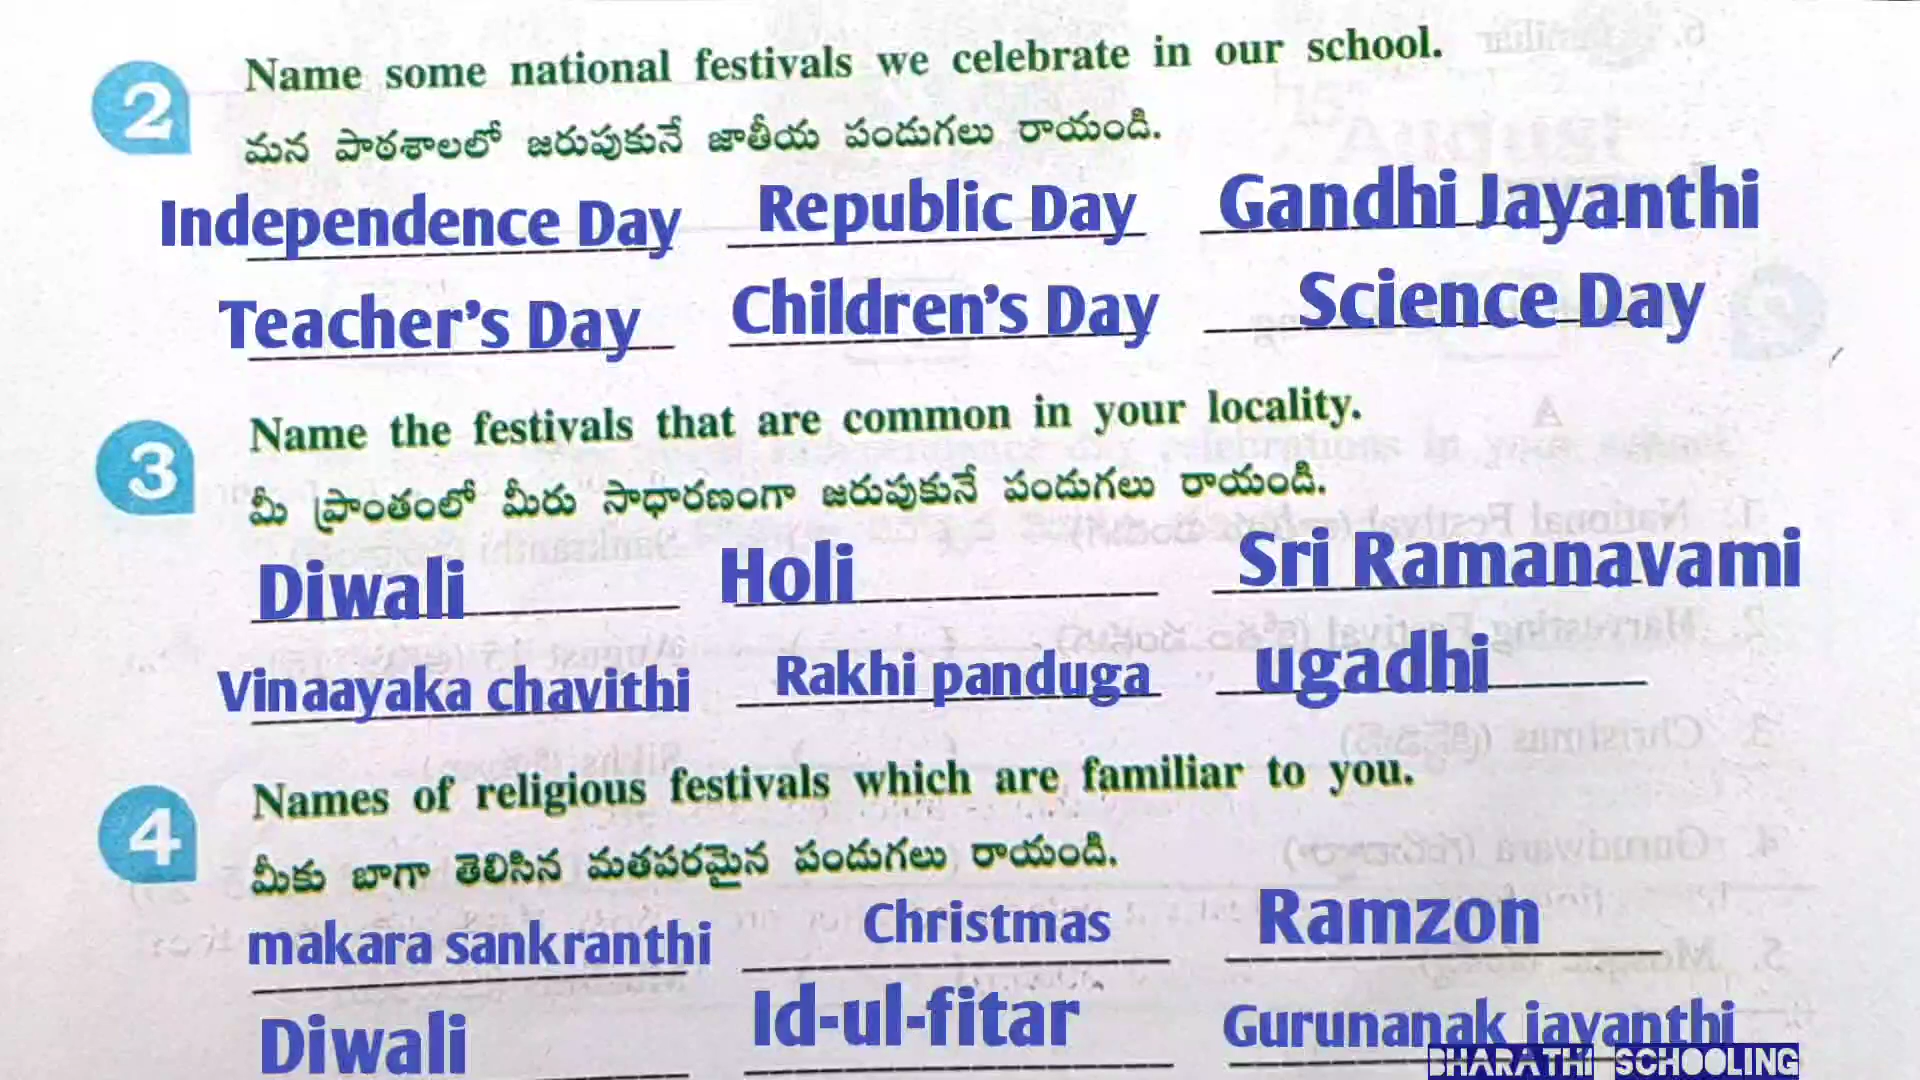 2 Name some national festivals we celebrate in our school.
మన పాఠశాలలో జరుపుకునే జాతీయ పండుగలు రాయండి.
Independence Day Republic Day Gandhi Jayanthi
Teacher's Day Children's Day Science Day
3 Name the festivals that are common in your locality.
మీ ప్రాంతంలో మీరు సాధారణంగా జరుపుకునే పండుగలు రాయండి.
Diwali Holi Sri Ramanavami
Vinaayaka chavithi Rakhi panduga ugadhi
4 Names of religious festivals which are familiar to you.
మీకు బాగా తెలిసిన మతపరమైన పండుగలు రాయండి.
makara sankranthi Christmas Ramzon
Diwali Id-ul-fitar Gurunanak jayanthi
BHARATHI SCHOOLING